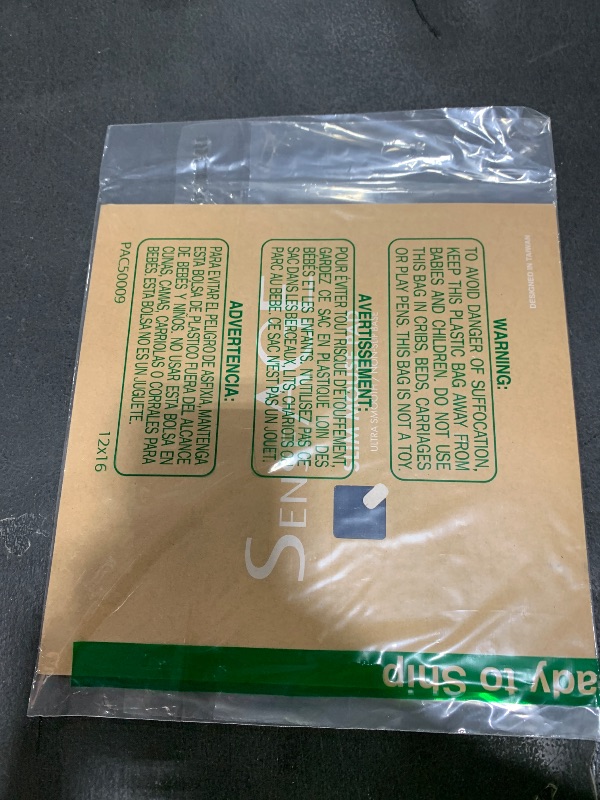 WARNING:
TO AVOID DANGER OF SUFFOCATION,
KEEP THIS PLASTIC BAG AWAY FROM
BABIES AND CHILDREN. DO NOT USE
THIS BAG IN CRIBS, BEDS, CARRIAGES
OR PLAY PENS. THIS BAG IS NOT A TOY.
AVERTISSEMENT:
POUR ÉVITER UN RISQUE D'ÉTOUFFEMENT,
GARDEZ CE SAC EN PLASTIQUE LOIN DES
BÉBÉS ET LES ENFANTS. N'UTILISEZ PAS CE
SAC DANS LES BERCEAUX, LITS, CHARIOTS OU
PARC AU BÉBÉ. CE SAC N'EST PAS UN JOUET.
ADVERTENCIA:
PARA EVITAR DE PELIGRO DE ASFIXIA, MANTENGA
ESTA BOLSA DE PLASTICO FUERA DEL ALCANCE
DE BEBES Y NIÑOS. NO USAR ESTA BOLSA EN
CUNAS, CAMAS, CARRIOLAS O CORRALES PARA
BEBES. ESTA BOLSA NO ES UN JUGUETE.
PAC50009
12x16
DESIGNED IN TAIWAN
ULTRA
ady to Ship